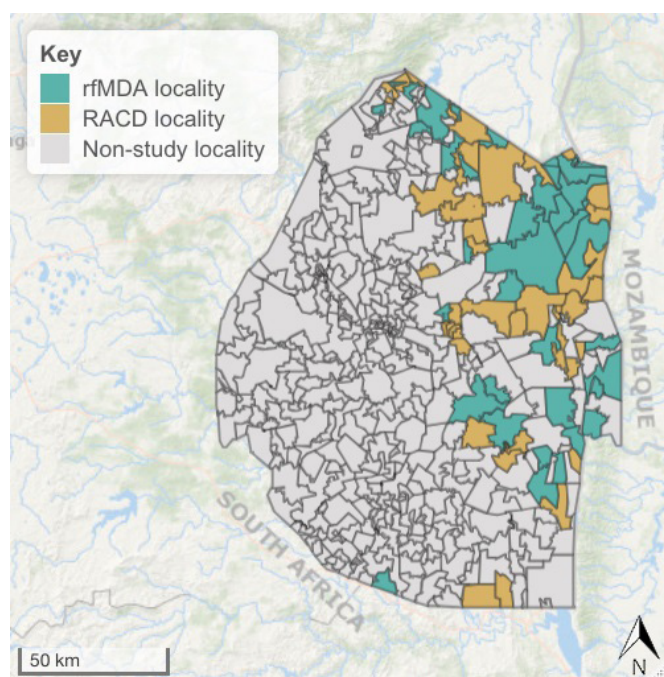 Key
rfMDA locality
RACD locality
Non-study locality
MOZAMBIQUE
SOUTH AFRICA
50 km
N